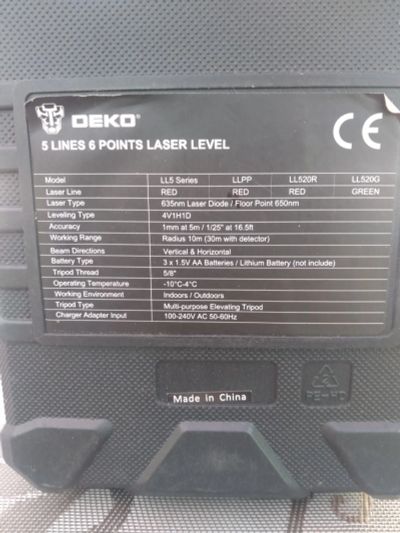 DEKO®
CE
5 LINES 6 POINTS LASER LEVEL
Model LL5 Series LLPP LL520R LL520G
Laser Line RED RED RED GREEN
Laser Type 635nm Laser Diode / Floor Point 650nm
Leveling Type 4V1H1D
Accuracy 1mm at 5m / 1/25" at 16.5ft
Working Range Radius 10m (30m with detector)
Beam Directions Vertical & Horizontal
Battery Type 3 x 1.5V AA Batteries / Lithium Battery (not include)
Tripod Thread 5/8"
Operating Temperature -10°C-4°C
Working Environment Indoors / Outdoors
Tripod Type Multi-purpose Elevating Tripod
Charger Adapter Input 100-240V AC 50-60Hz
Made in China
PE-HD